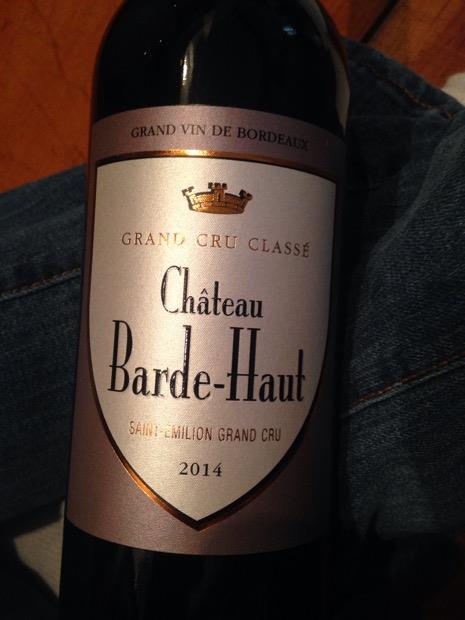 GRAND VIN DE BORDEAUX
GRAND CRU CLASSÉ
Château
Barde-Haut
SAINT-EMILION GRAND CRU
2014